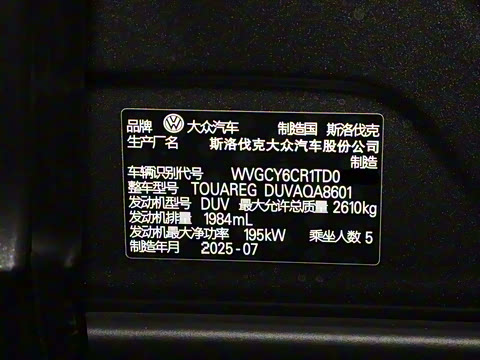 品牌 大众汽车 制造国 斯洛伐克
生产厂名 斯洛伐克大众汽车股份公司
制造
车辆识别代号 WVGCY6CR1TD0
整车型号 TOUAREG DUVAQA8601
发动机型号 DUV 最大允许总质量 2610kg
发动机排量 1984mL
发动机最大净功率 195kW 乘坐人数 5
制造年月 2025-07